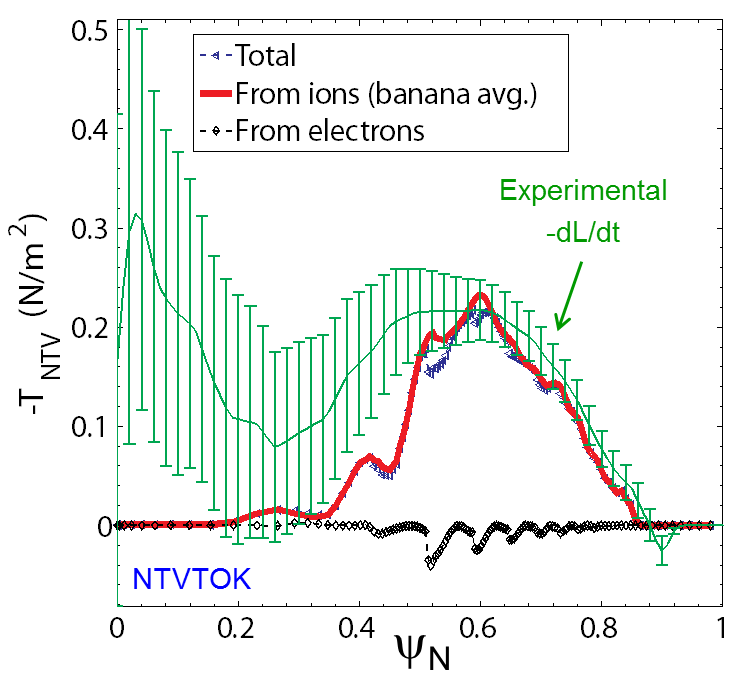 0.5
Total
From ions (banana avg.)
From electrons
0.4
Experimental
-dL/dt
0.3
0.2
0.1
0
-T_NTV (N/m²)
NTVTOK
0 0.2 0.4 0.6 0.8 1
ψ_N